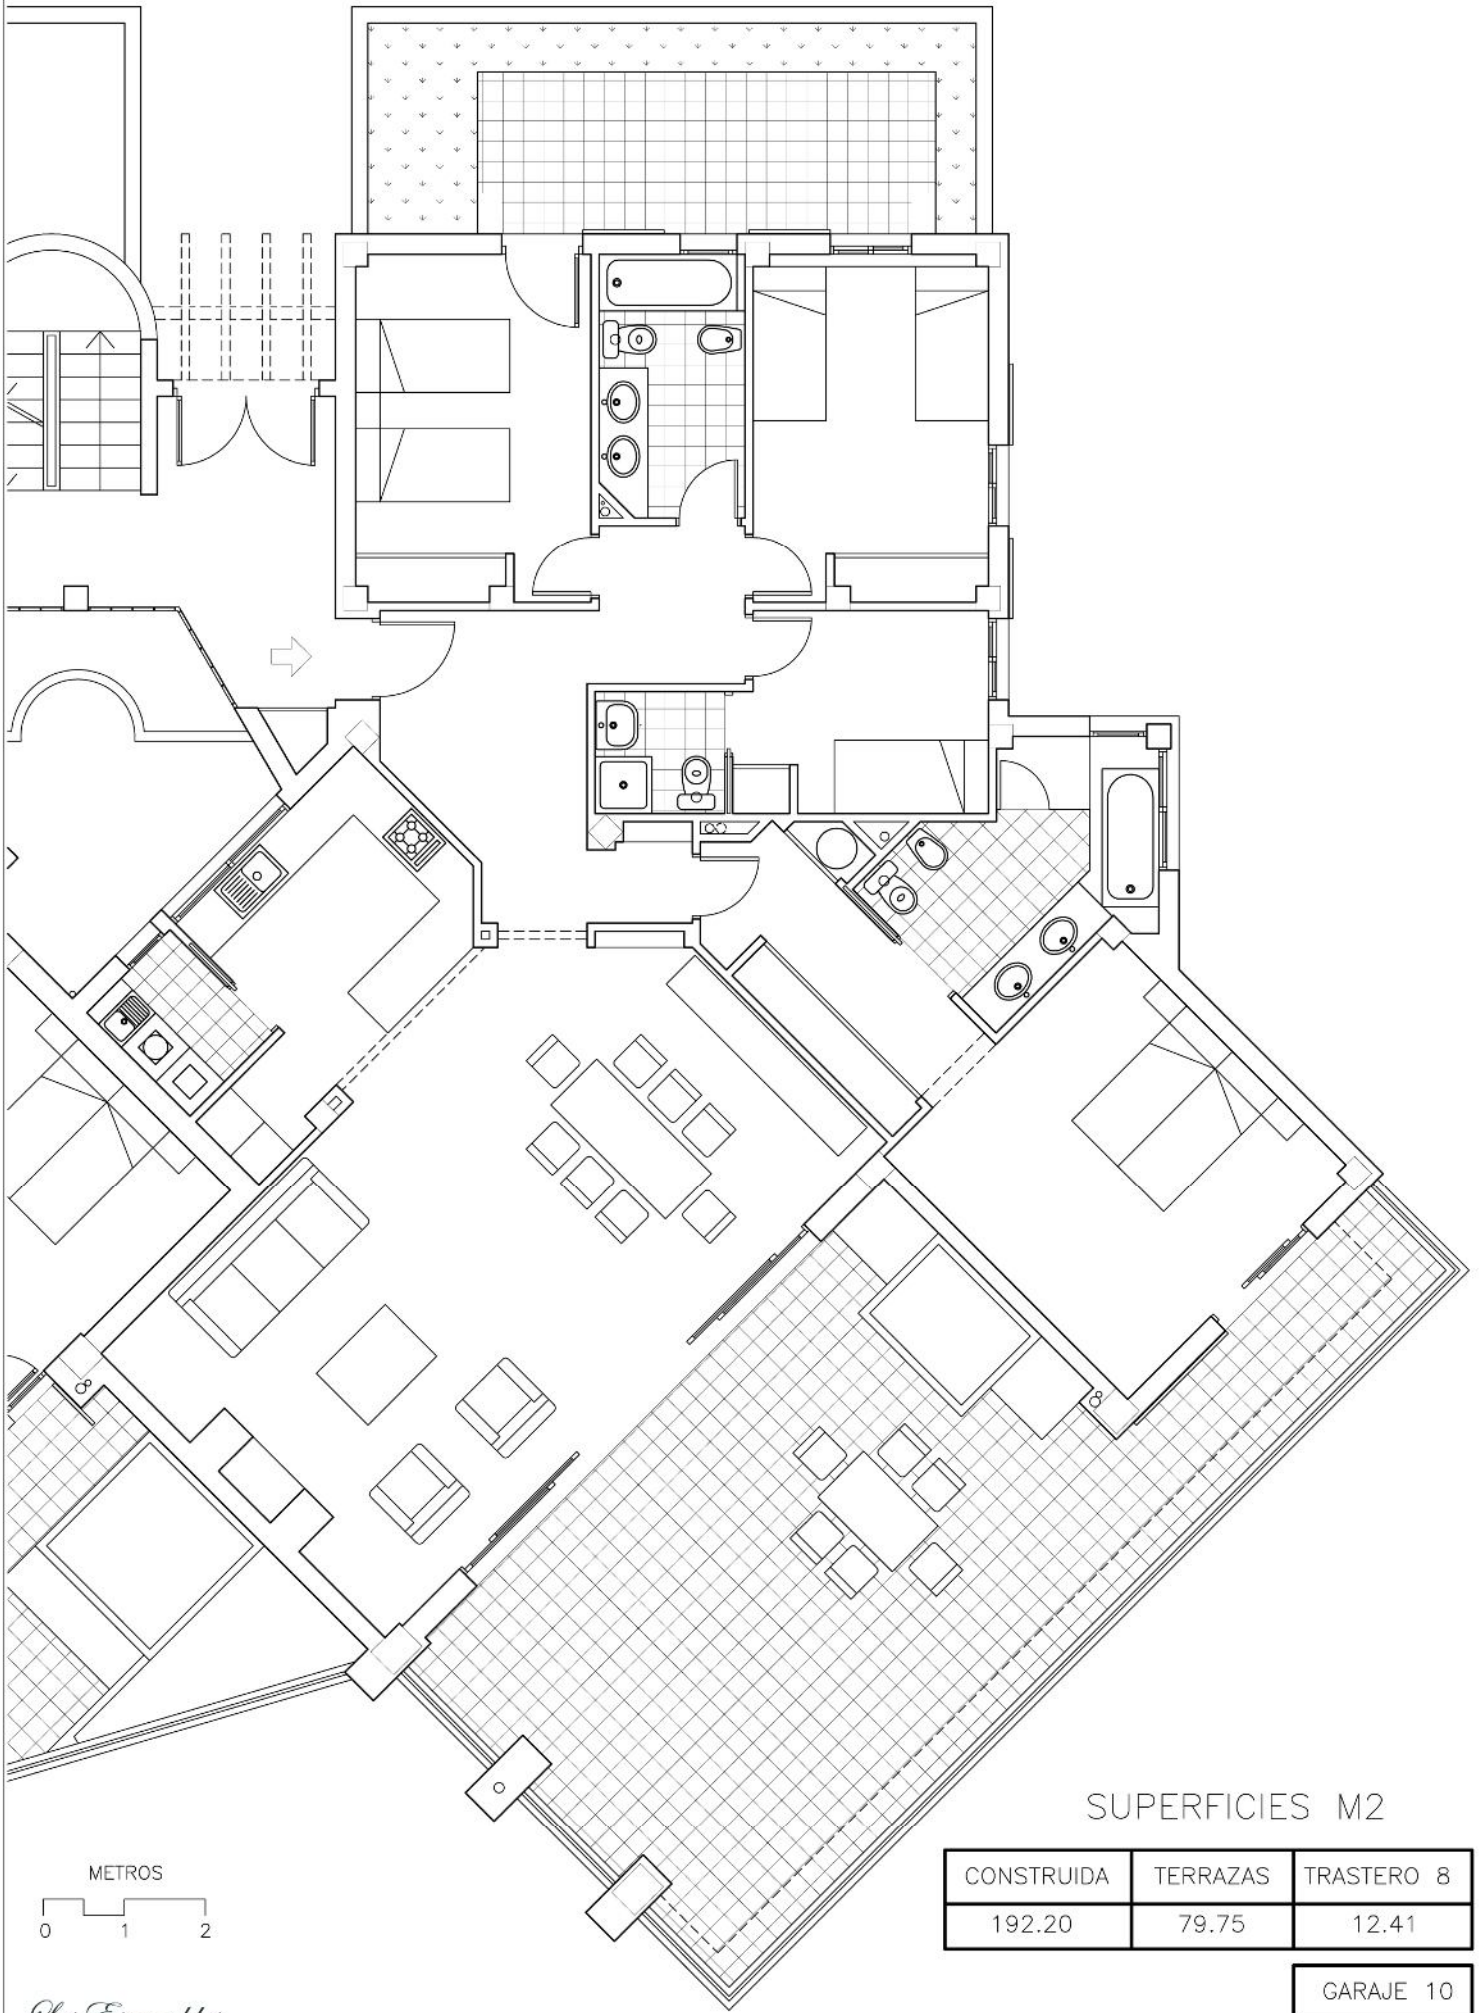 SUPERFICIES M2
CONSTRUIDA TERRAZAS TRASTERO 8
192.20 79.75 12.41
GARAJE 10
METROS
0 1 2